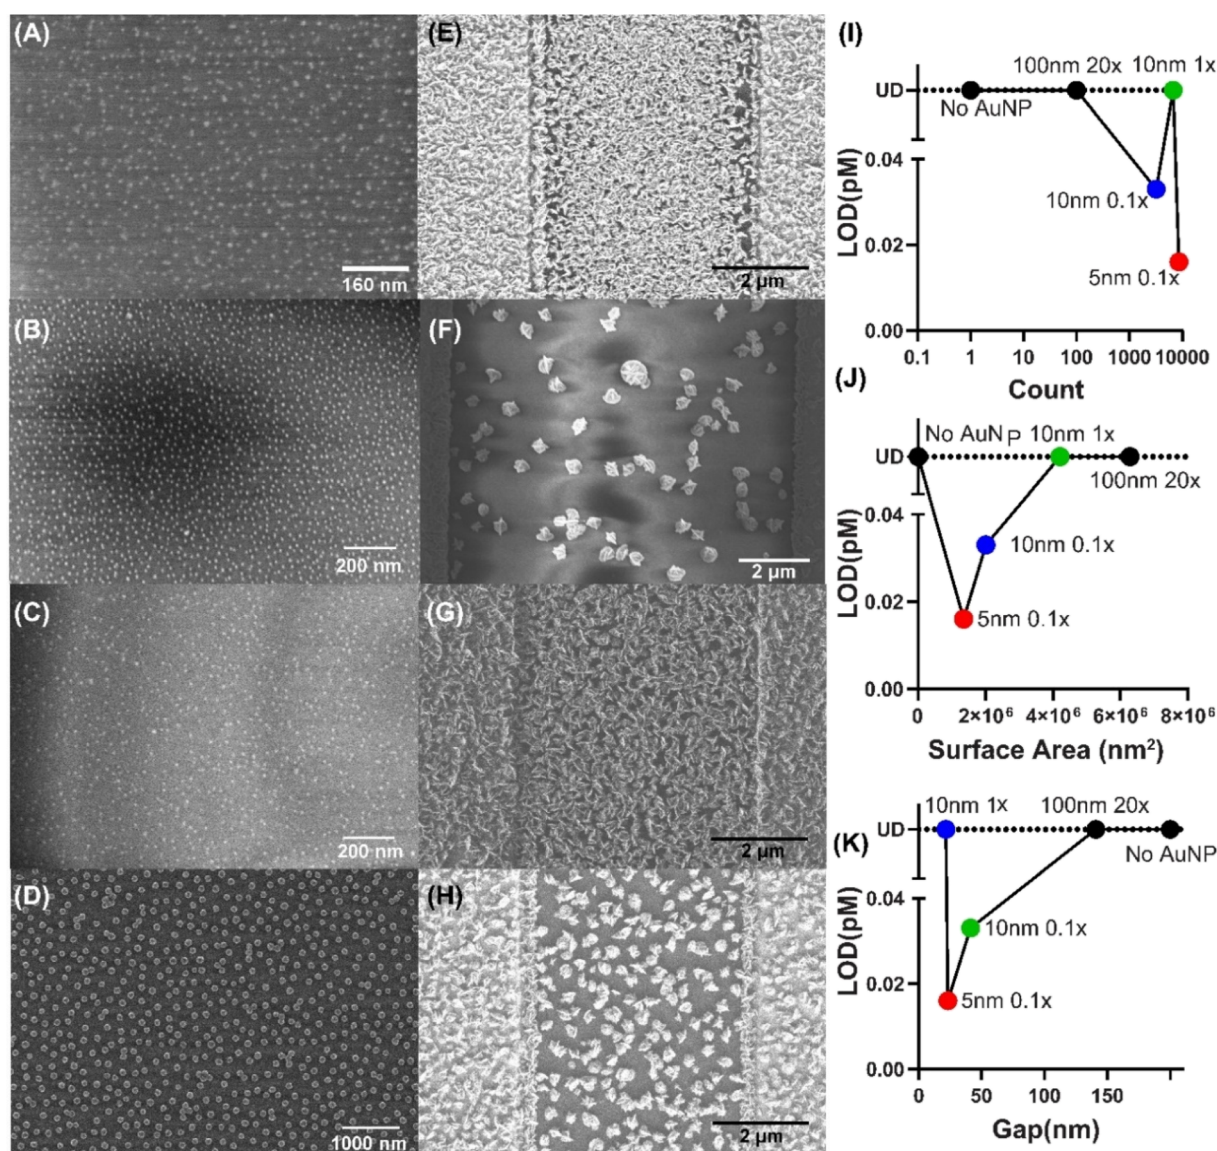 (A)
160 nm
(B)
200 nm
(C)
200 nm
(D)
1000 nm
(E)
2 µm
(F)
2 µm
(G)
2 µm
(H)
2 µm
(I)
100nm 20x 10nm 1x
UD
No AuNP
0.04
10nm 0.1x
LOD(pM)
0.02
5nm 0.1x
0.00
0.1 1 10 100 1000 10000
Count
(J)
No AuNP 10nm 1x
UD
100nm 20x
0.04
10nm 0.1x
LOD(pM)
0.02
5nm 0.1x
0.00
0 2×10⁶ 4×10⁶ 6×10⁶ 8×10⁶
Surface Area (nm²)
10nm 1x 100nm 20x
UD
(K)
No AuNP
0.04
10nm 0.1x
LOD(pM)
0.02
5nm 0.1x
0.00
0 50 100 150
Gap(nm)